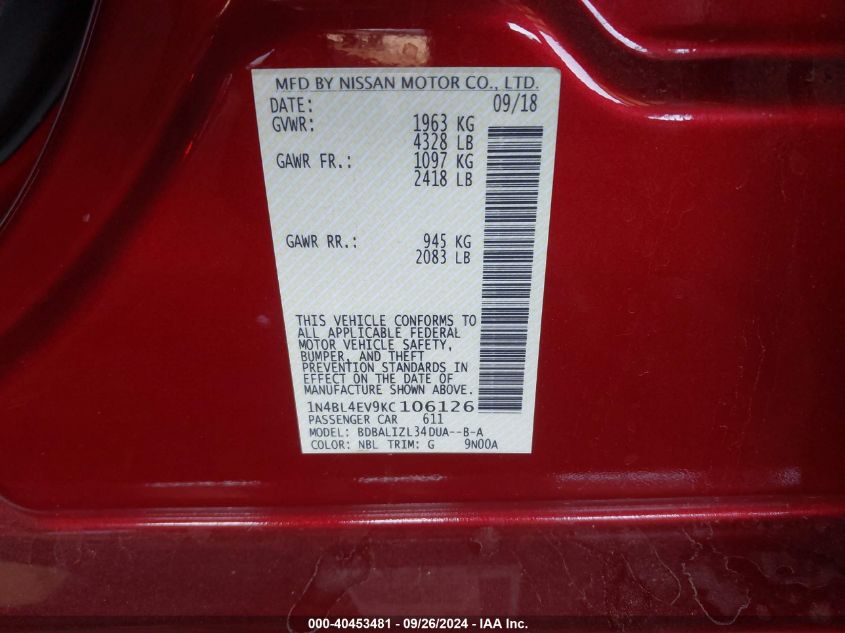 MFD BY NISSAN MOTOR CO., LTD.
DATE: 09/18
GVWR: 1963 KG
4328 LB
GAWR FR.: 1097 KG
2418 LB
GAWR RR.: 945 KG
2083 LB
THIS VEHICLE CONFORMS TO
ALL APPLICABLE FEDERAL
MOTOR VEHICLE SAFETY,
BUMPER, AND THEFT
PREVENTION STANDARDS IN
EFFECT ON THE DATE OF
MANUFACTURE SHOWN ABOVE.
1N4BL4EV9KC106126
PASSENGER CAR 611
MODEL: BDBALIZL34DUA--B-A
COLOR: NBL TRIM: G 9N00A
000-40453481 - 09/26/2024 - IAA Inc.